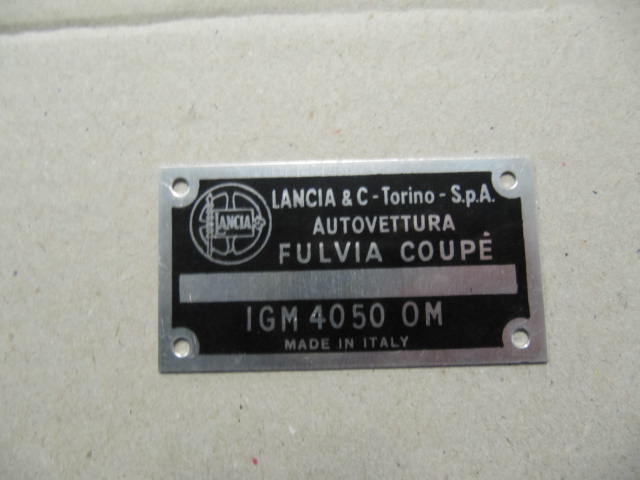 LANCIA
LANCIA & C - Torino - S.p.A.
AUTOVETTURA
FULVIA COUPÈ
IGM 4050 OM
MADE IN ITALY